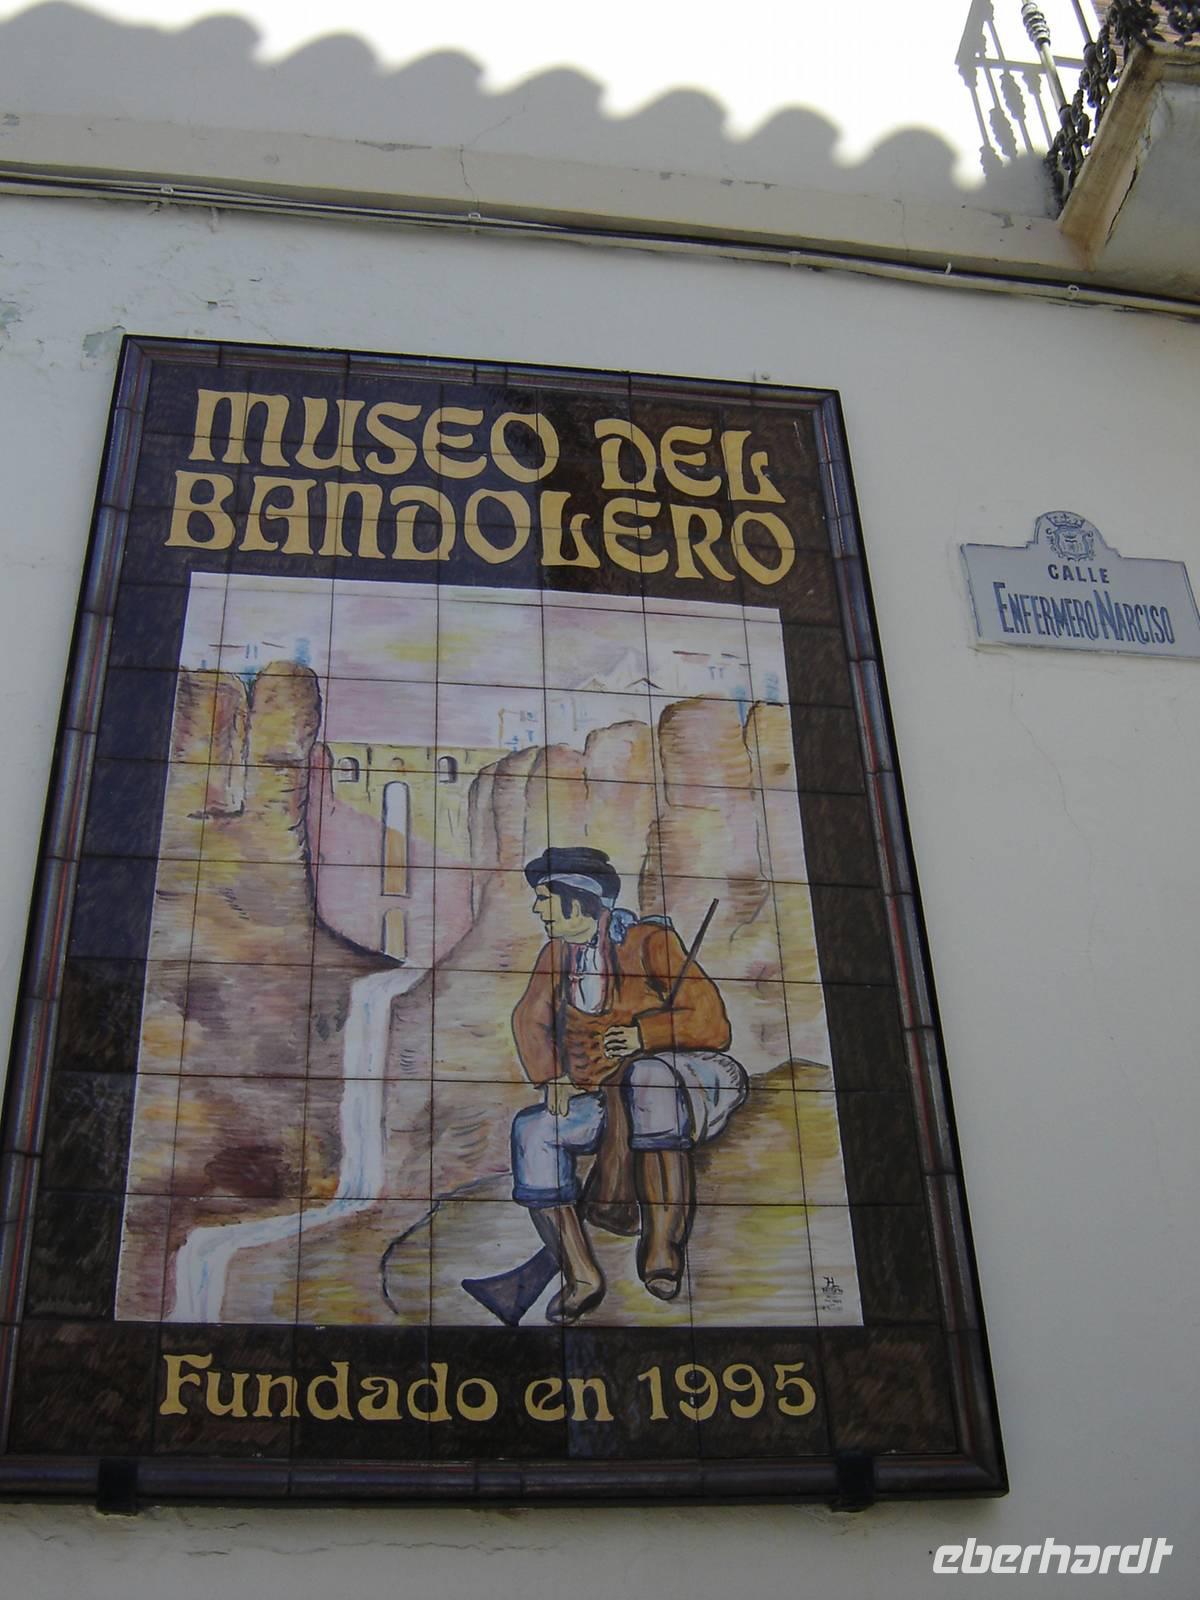 MUSEO DEL
BANDOLERO
CALLE
ENFERMERO NARCISO
Fundado en 1995
eberhardt